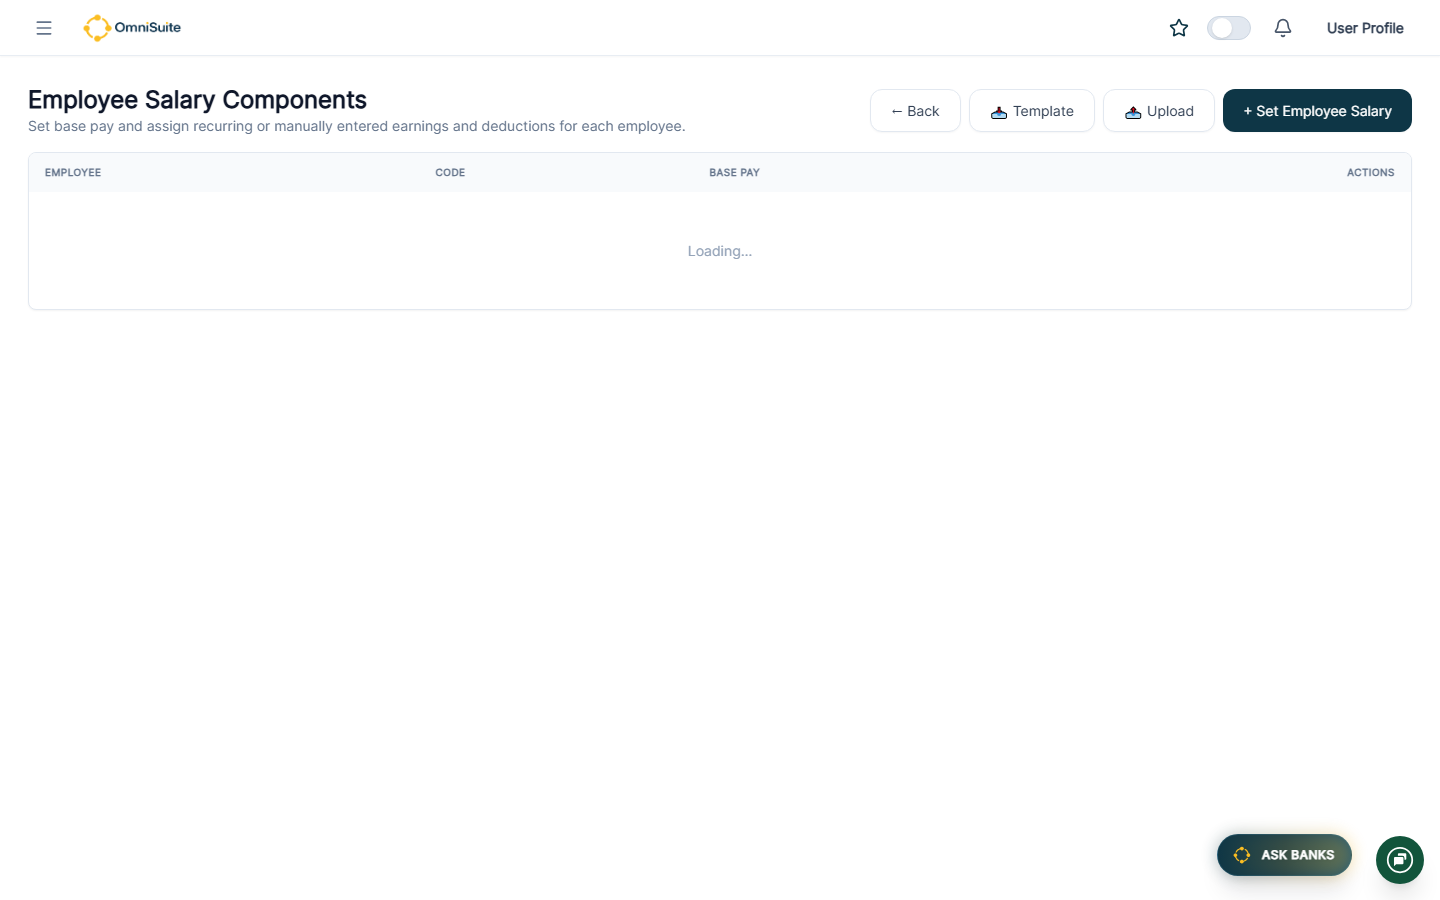 OmniSuite
User Profile
Employee Salary Components
Set base pay and assign recurring or manually entered earnings and deductions for each employee.
← Back
Template
Upload
+ Set Employee Salary
EMPLOYEE CODE BASE PAY ACTIONS
Loading...
ASK BANKS